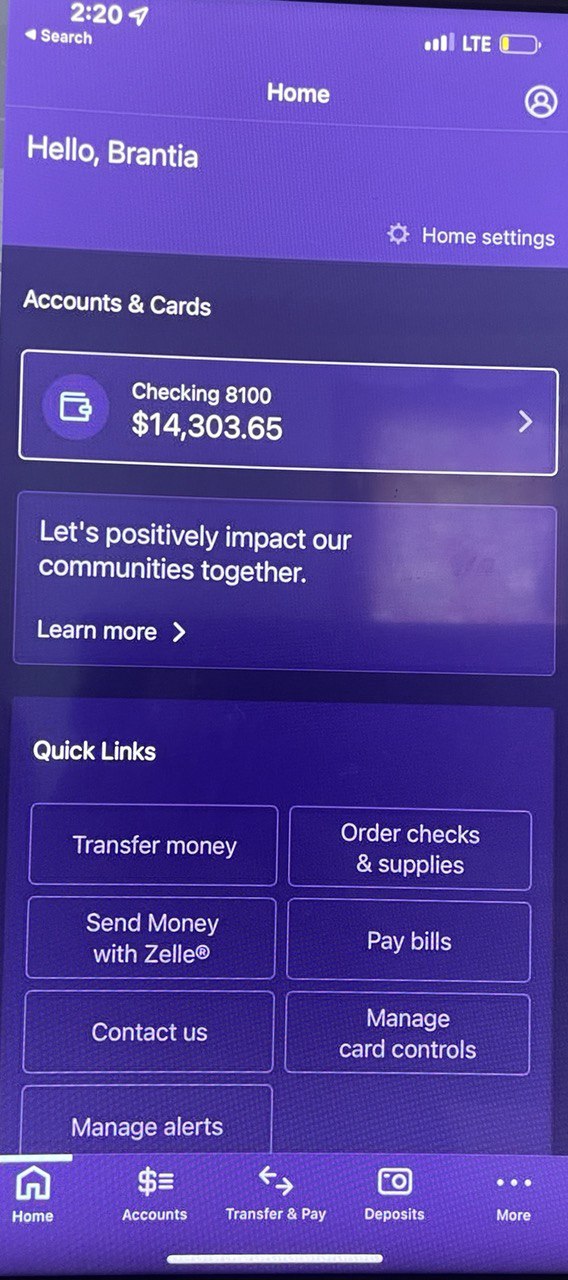 2:20
Search
LTE
Home
Hello, Brantia
Home settings
Accounts & Cards
Checking 8100
$14,303.65
Let's positively impact our
communities together.
Learn more
Quick Links
Transfer money
Order checks
& supplies
Send Money
with Zelle®
Pay bills
Contact us
Manage
card controls
Manage alerts
Home
Accounts
Transfer & Pay
Deposits
More